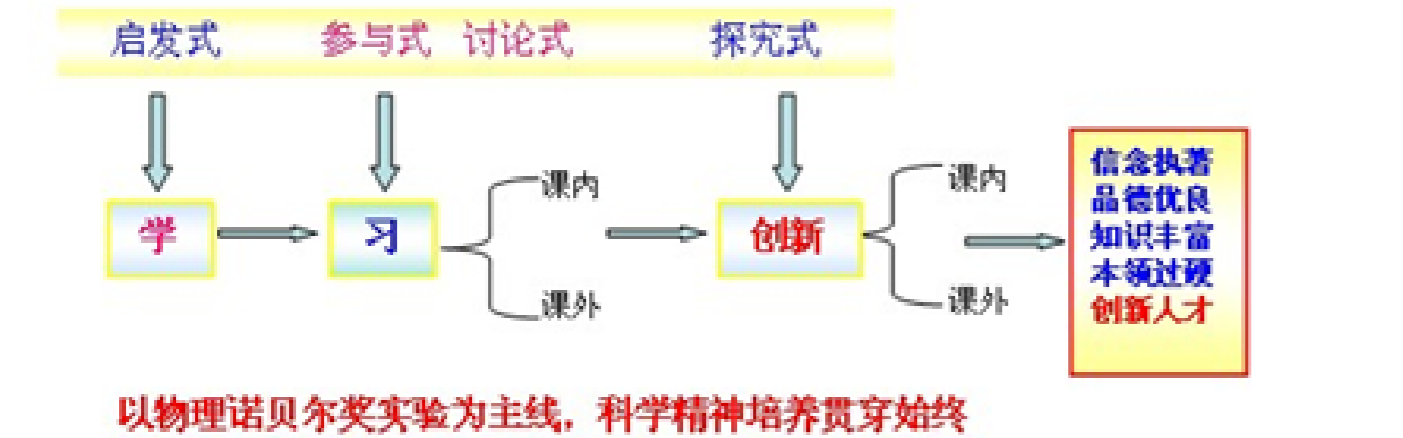 启发式 参与式 讨论式 探究式
学
习
课内
课外
创新
课内
课外
信念执著
品德优良
知识丰富
本领过硬
创新人才
以物理诺贝尔奖实验为主线，科学精神培养贯穿始终